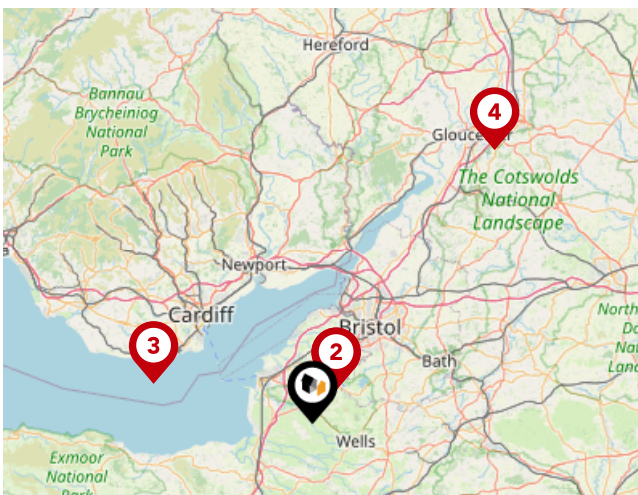 Hereford
Bannau
Brycheiniog
National
Park
4
The Cotswolds
National
Landscape
Newport
Cardiff
Bristol
3
2
Bath
Wells
Exmoor
National
Park